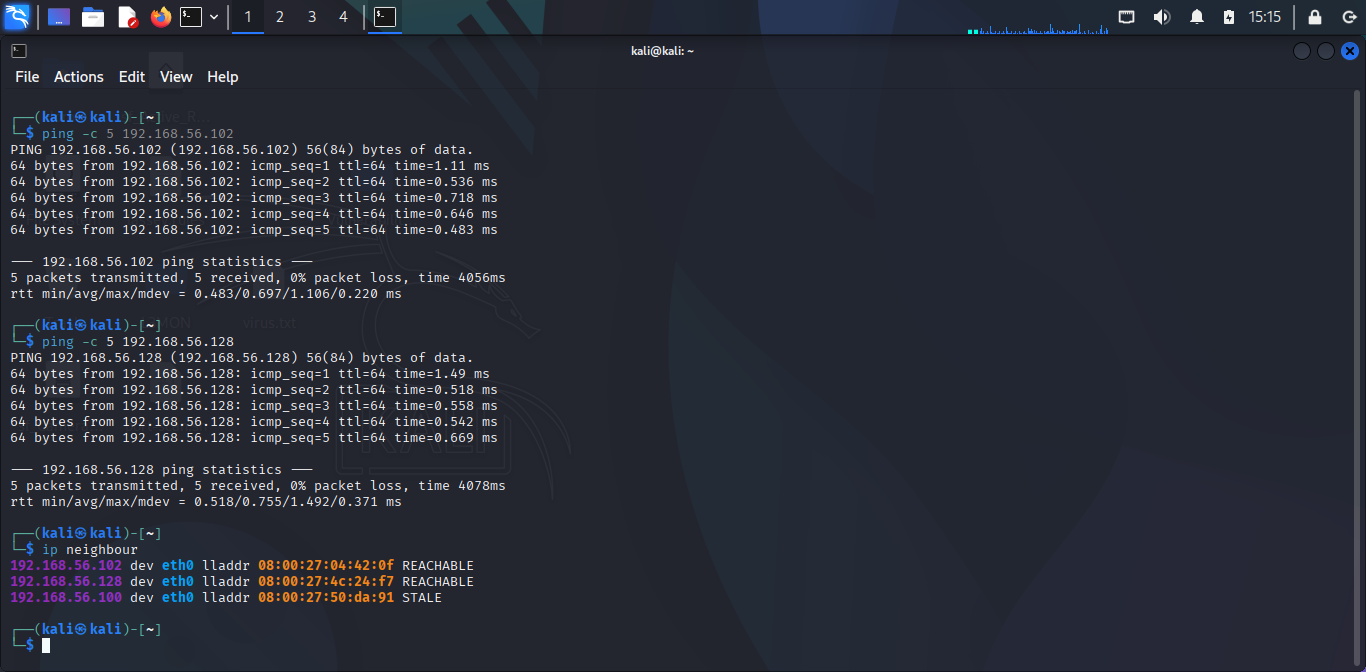 1 2 3 4 15:15
kali@kali: ~
File Actions Edit View Help
┌──(kali㉿kali)-[~]
└─$ ping -c 5 192.168.56.102
PING 192.168.56.102 (192.168.56.102) 56(84) bytes of data.
64 bytes from 192.168.56.102: icmp_seq=1 ttl=64 time=1.11 ms
64 bytes from 192.168.56.102: icmp_seq=2 ttl=64 time=0.536 ms
64 bytes from 192.168.56.102: icmp_seq=3 ttl=64 time=0.718 ms
64 bytes from 192.168.56.102: icmp_seq=4 ttl=64 time=0.646 ms
64 bytes from 192.168.56.102: icmp_seq=5 ttl=64 time=0.483 ms
--- 192.168.56.102 ping statistics ---
5 packets transmitted, 5 received, 0% packet loss, time 4056ms
rtt min/avg/max/mdev = 0.483/0.697/1.106/0.220 ms
┌──(kali㉿kali)-[~]
virus.txt
└─$ ping -c 5 192.168.56.128
PING 192.168.56.128 (192.168.56.128) 56(84) bytes of data.
64 bytes from 192.168.56.128: icmp_seq=1 ttl=64 time=1.49 ms
64 bytes from 192.168.56.128: icmp_seq=2 ttl=64 time=0.518 ms
64 bytes from 192.168.56.128: icmp_seq=3 ttl=64 time=0.558 ms
64 bytes from 192.168.56.128: icmp_seq=4 ttl=64 time=0.542 ms
64 bytes from 192.168.56.128: icmp_seq=5 ttl=64 time=0.669 ms
--- 192.168.56.128 ping statistics ---
5 packets transmitted, 5 received, 0% packet loss, time 4078ms
rtt min/avg/max/mdev = 0.518/0.755/1.492/0.371 ms
┌──(kali㉿kali)-[~]
└─$ ip neighbour
192.168.56.102 dev eth0 lladdr 08:00:27:04:42:0f REACHABLE
192.168.56.128 dev eth0 lladdr 08:00:27:4c:24:f7 REACHABLE
192.168.56.100 dev eth0 lladdr 08:00:27:50:da:91 STALE
┌──(kali㉿kali)-[~]
└─$